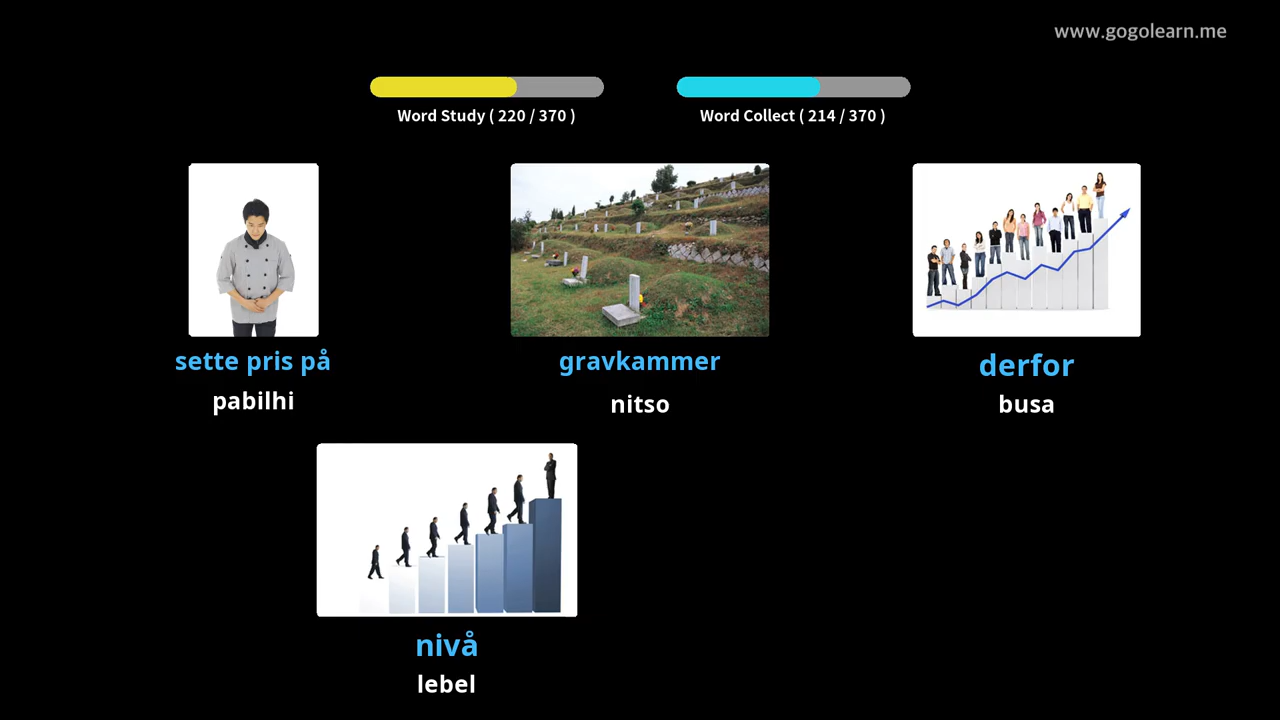 www.gogolearn.me
Word Study ( 220 / 370 )
Word Collect ( 214 / 370 )
sette pris på
pabilhi
gravkammer
nitso
derfor
busa
nivå
lebel